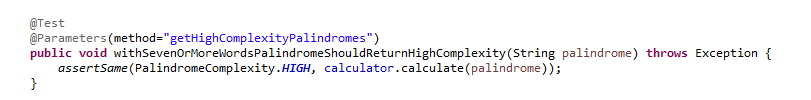 @Test
@Parameters(method="getHighComplexityPalindromes")
public void withSevenOrMoreWordsPalindromeShouldReturnHighComplexity(String palindrome) throws Exception {
    assertSame(PalindromeComplexity.HIGH, calculator.calculate(palindrome));
}